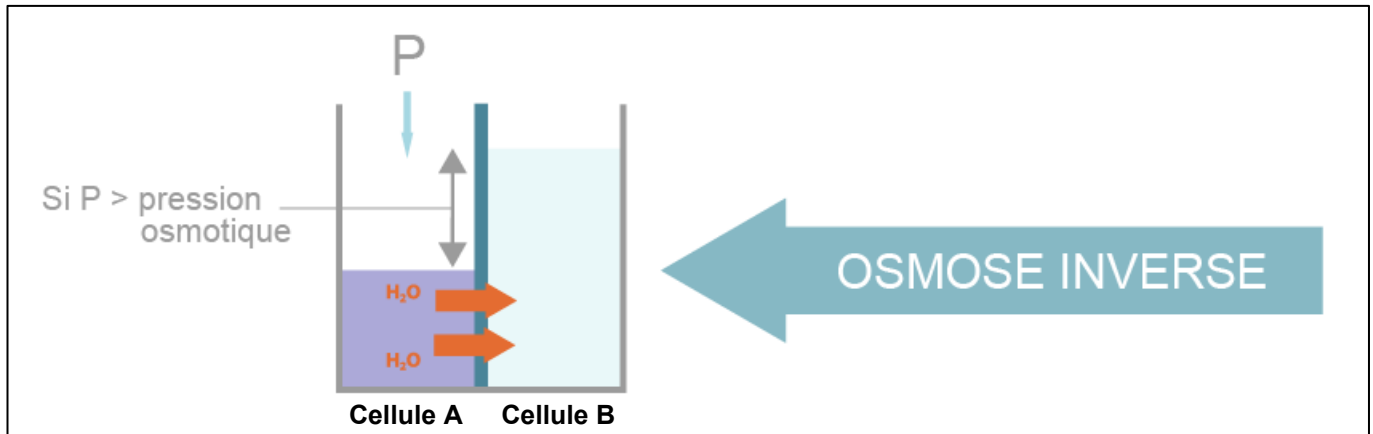 P
Si P > pression
osmotique
H₂O
H₂O
OSMOSE INVERSE
Cellule A
Cellule B